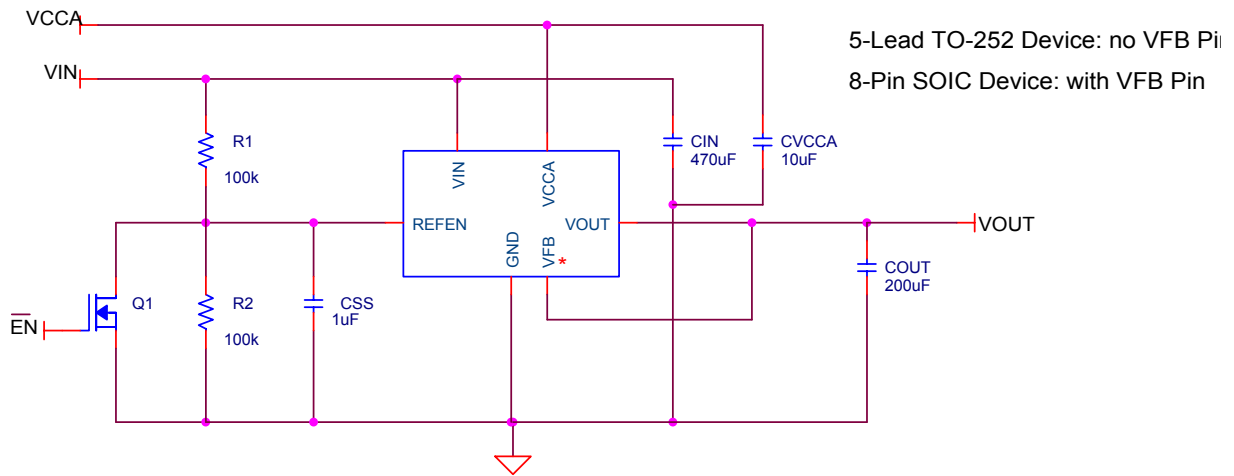 VCCA
5-Lead TO-252 Device: no VFB
VIN
8-Pin SOIC Device: with VFB Pin
R1
100k
CIN
470uF
CVCCA
10uF
VIN
VCCA
REFEN
VOUT
GND
VFB
*
VOUT
COUT
200uF
Q1
R2
100k
CSS
1uF
EN